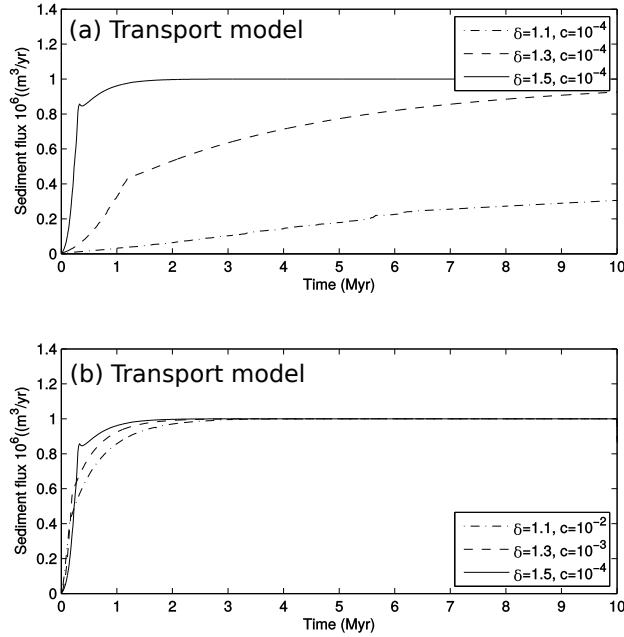 (a) Transport model
δ=1.1, c=10⁻⁴
δ=1.3, c=10⁻⁴
δ=1.5, c=10⁻⁴
Sediment flux 10⁶((m³/yr)
1.4
1.2
1
0.8
0.6
0.4
0.2
0
0 1 2 3 4 5 6 7 8 9 10
Time (Myr)
(b) Transport model
Sediment flux 10⁶((m³/yr)
1.4
1.2
1
0.8
0.6
0.4
0.2
0
δ=1.1, c=10⁻²
δ=1.3, c=10⁻³
δ=1.5, c=10⁻⁴
0 1 2 3 4 5 6 7 8 9 10
Time (Myr)